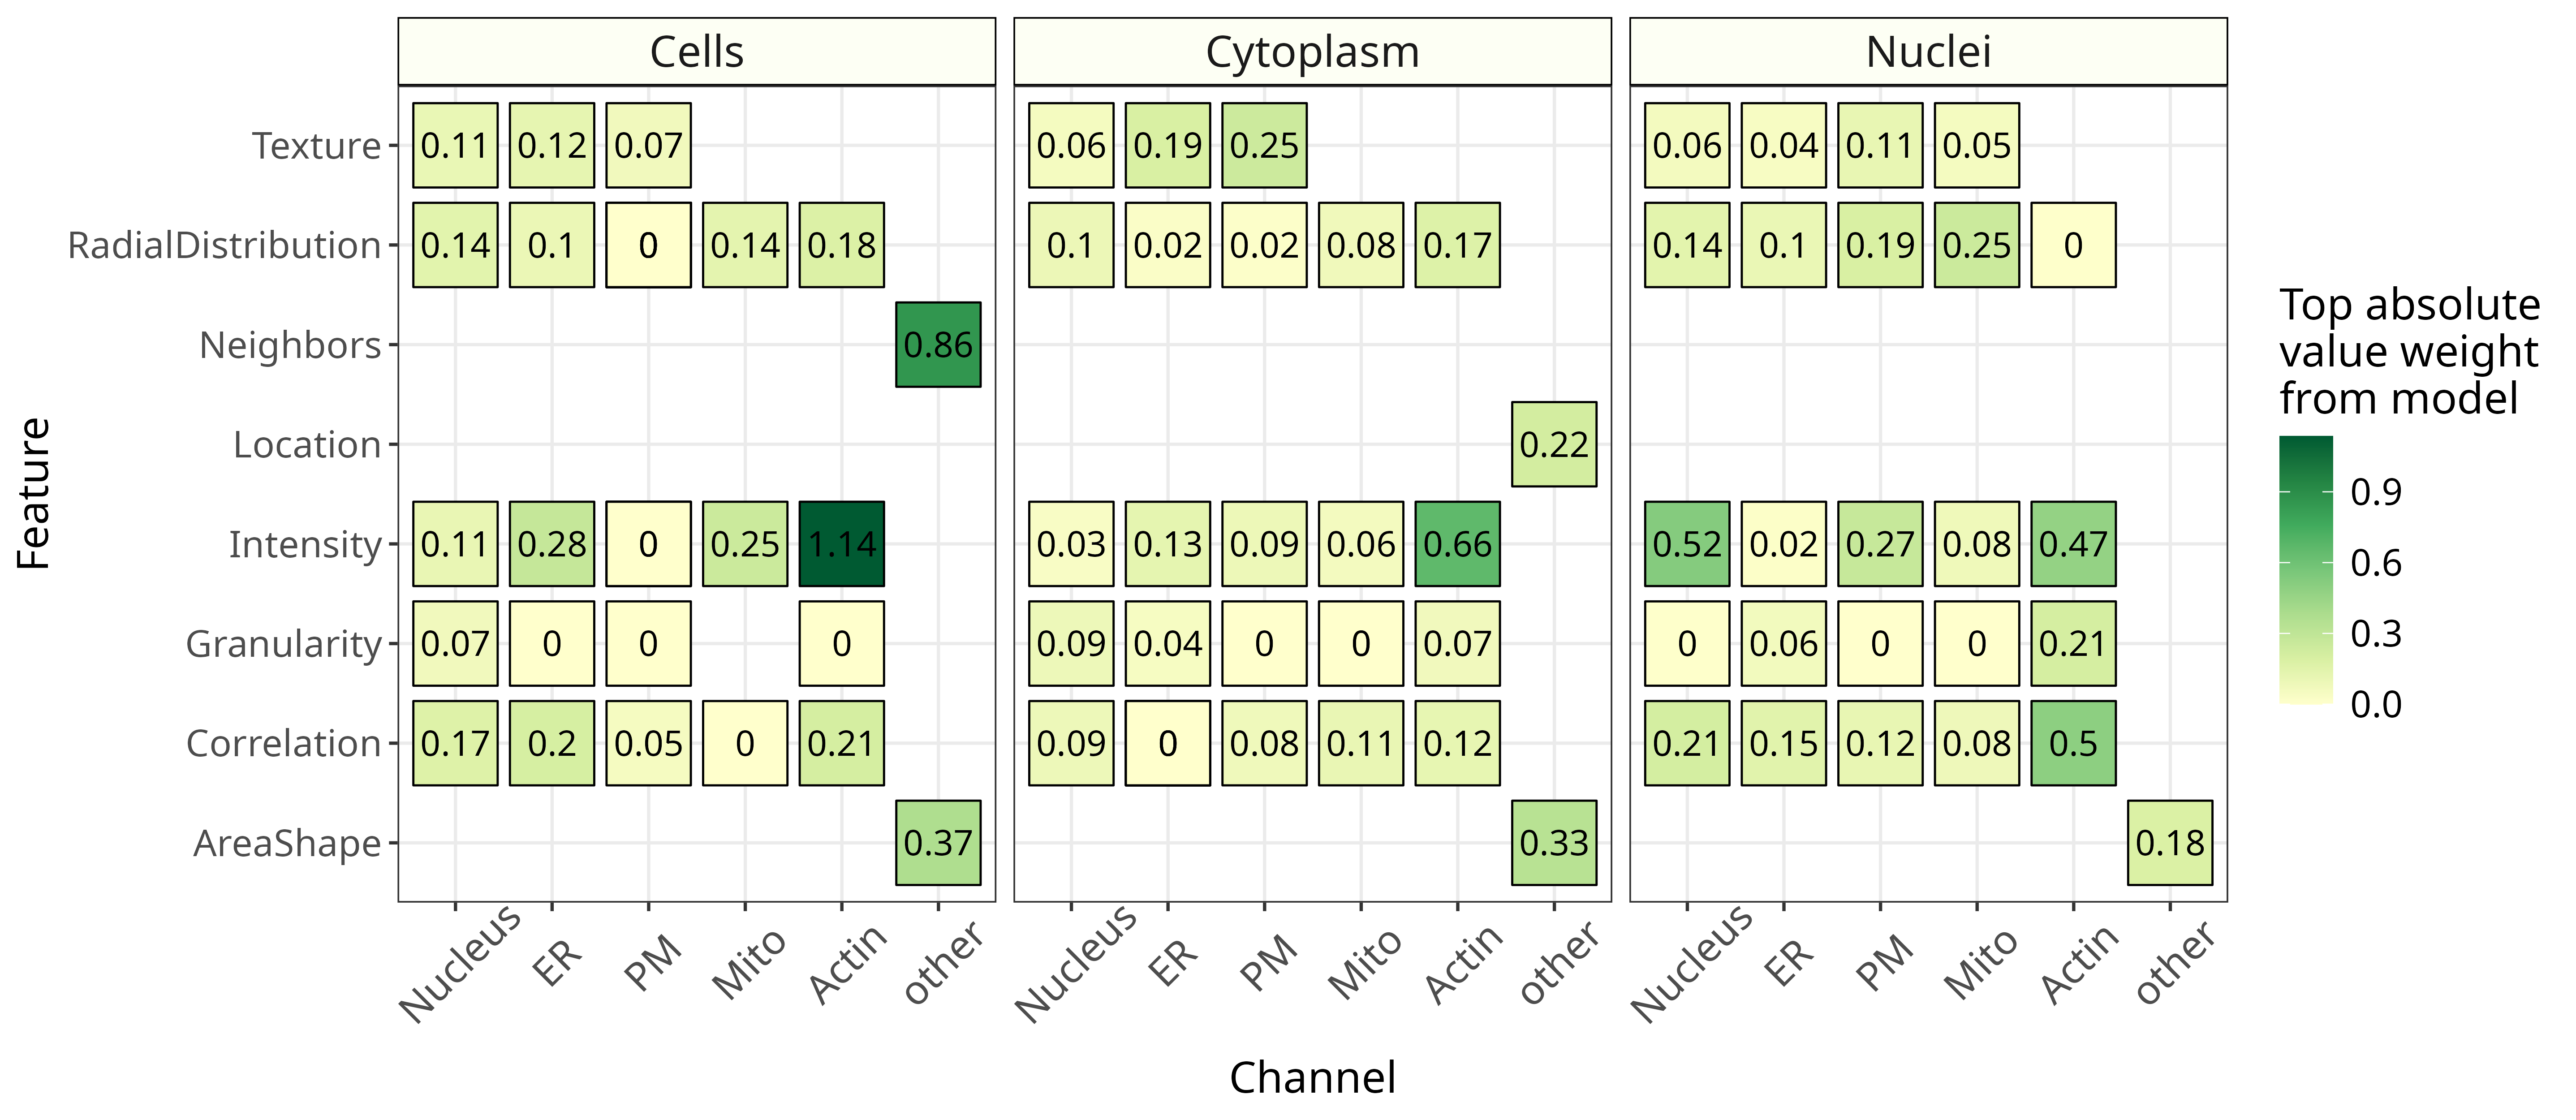 Cells Cytoplasm Nuclei
Texture 0.11 0.12 0.07 0.06 0.19 0.25 0.06 0.04 0.11 0.05
RadialDistribution 0.14 0.1 0 0.14 0.18 0.1 0.02 0.02 0.08 0.17 0.14 0.1 0.19 0.25 0
Neighbors 0.86
Location 0.22
Intensity 0.11 0.28 0 0.25 1.14 0.03 0.13 0.09 0.06 0.66 0.52 0.02 0.27 0.08 0.47
Granularity 0.07 0 0 0 0.09 0.04 0 0 0.07 0 0.06 0 0 0.21
Correlation 0.17 0.2 0.05 0 0.21 0.09 0 0.08 0.11 0.12 0.21 0.15 0.12 0.08 0.5
AreaShape 0.37 0.33 0.18
Nucleus ER PM Mito Actin other Nucleus ER PM Mito Actin other Nucleus ER PM Mito Actin other
Channel
Feature
Top absolute
value weight
from model
0.9
0.6
0.3
0.0